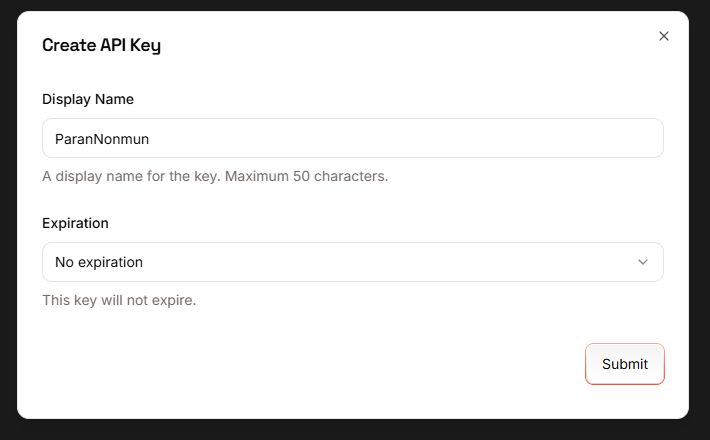 Create API Key
Display Name
ParanNonmun
A display name for the key. Maximum 50 characters.
Expiration
No expiration
This key will not expire.
Submit